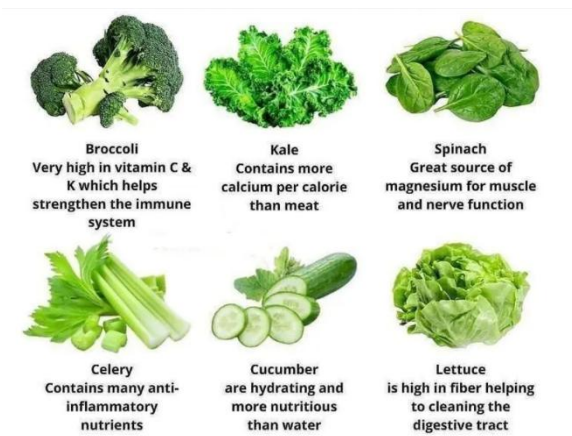 Broccoli
Very high in vitamin C &
K which helps
strengthen the immune
system
Kale
Contains more
calcium per calorie
than meat
Spinach
Great source of
magnesium for muscle
and nerve function
Celery
Contains many anti-
inflammatory
nutrients
Cucumber
are hydrating and
more nutritious
than water
Lettuce
is high in fiber helping
to cleaning the
digestive tract